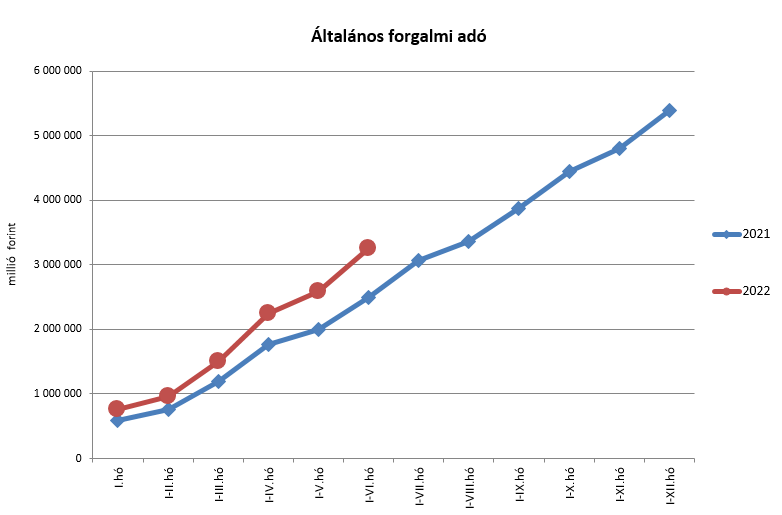 Általános forgalmi adó
6 000 000
5 000 000
4 000 000
3 000 000
2 000 000
1 000 000
0
millió forint
I.hó
I-II.hó
I-III.hó
I-IV.hó
I-V.hó
I-VI.hó
I-VII.hó
I-VIII.hó
I-IX.hó
I-X.hó
I-XI.hó
I-XII.hó
2021
2022